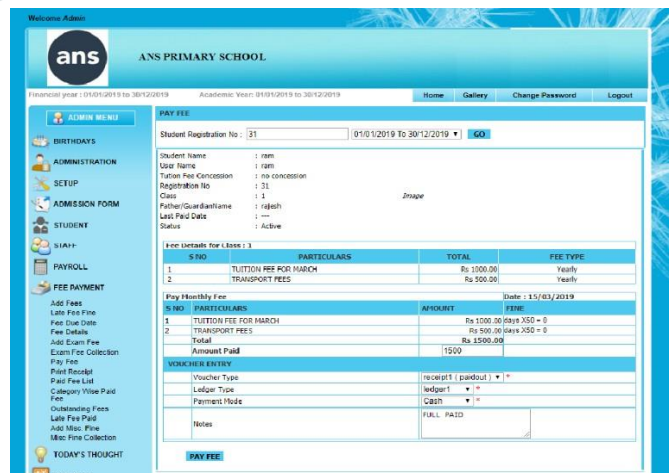 Welcome Admin
ans
ANS PRIMARY SCHOOL
Financial year : 01/01/2019 to 30/12/2019 Academic Year: 01/01/2019 to 30/12/2019 Home Gallery Change Password Logout
ADMIN MENU
BIRTHDAYS
ADMINISTRATION
SETUP
ADMISSION FORM
STUDENT
STAFF
PAYROLL
FEE PAYMENT
Add Fees
Late Fee Fine
Fee Due Date
Fee Details
Add Exam Fee
Exam Fee Collection
Pay Fee
Print Receipt
Paid Fee List
Category Wise Paid
Fee
Outstanding Fees
Late Fee Paid
Add Misc. Fine
Misc Fine Collection
TODAY'S THOUGHT
PAY FEE
Student Registration No : 31 01/01/2019 To 30/12/2019 GO
Student Name : ram
User Name : ram
Tution Fee Concession : no concession
Registration No : 31
Class : 1 Image
Father/GuardianName : rajesh
Last Paid Date : ---
Status : Active
Fee Details for Class : 1
S NO PARTICULARS TOTAL FEE TYPE
1 TUITION FEE FOR MARCH Rs 1000.00 Yearly
2 TRANSPORT FEES Rs 500.00 Yearly
Pay Monthly Fee Date : 15/03/2019
S NO PARTICULARS AMOUNT FINE
1 TUITION FEE FOR MARCH Rs 1000.00 days X50 = 0
2 TRANSPORT FEES Rs 500.00 days X50 = 0
Total Rs 1500.00
Amount Paid 1500
VOUCHER ENTRY
Voucher Type receipt1 ( paidout ) *
Ledger Type ledger1 *
Payment Mode Cash *
Notes FULL PAID
PAY FEE